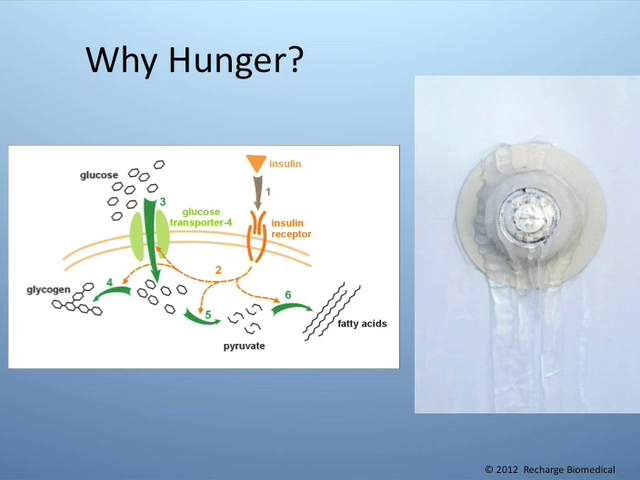 Why Hunger?
glucose
insulin
1
3
glucose
transporter-4
insulin
receptor
2
glycogen
4
5
6
pyruvate
fatty acids
© 2012 Recharge Biomedical